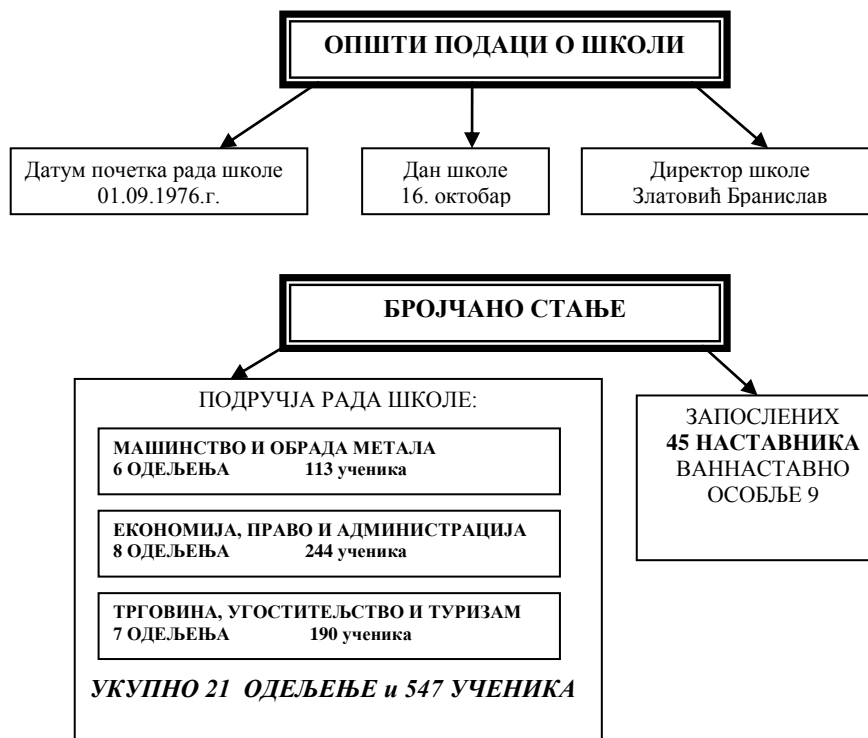 ОПШТИ ПОДАЦИ О ШКОЛИ
Датум почетка рада школе
01.09.1976.г.
Дан школе
16. октобар
Директор школе
Златовић Бранислав
БРОЈЧАНО СТАЊЕ
ПОДРУЧЈА РАДА ШКОЛЕ:
МАШИНСТВО И ОБРАДА МЕТАЛА
6 ОДЕЉЕЊА 113 ученика
ЕКОНОМИЈА, ПРАВО И АДМИНИСТРАЦИЈА
8 ОДЕЉЕЊА 244 ученика
ТРГОВИНА, УГОСТИТЕЉСТВО И ТУРИЗАМ
7 ОДЕЉЕЊА 190 ученика
УКУПНО 21 ОДЕЉЕЊЕ и 547 УЧЕНИКА
ЗАПОСЛЕНИХ
45 НАСТАВНИКА
ВАННАСТАВНО
ОСОБЉЕ 9